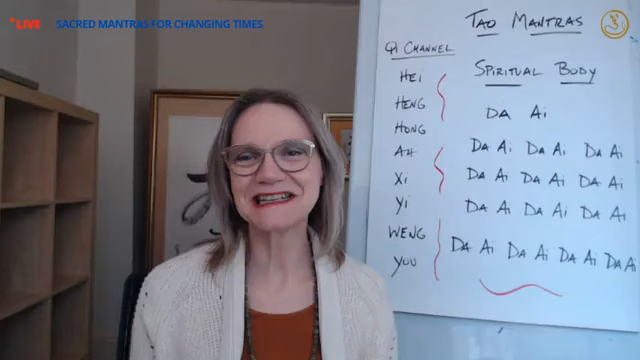 LIVE SACRED MANTRAS FOR CHANGING TIMES
TAO MANTRAS
QI CHANNEL
HEI
HENG
HONG
AH
XI
YI
WENG
YOU
SPIRITUAL BODY
DA Ai
DA Ai DA Ai DA Ai
DA Ai DA Ai DA Ai
DA Ai DA Ai DA Ai
DA Ai DA Ai DA Ai DA Ai